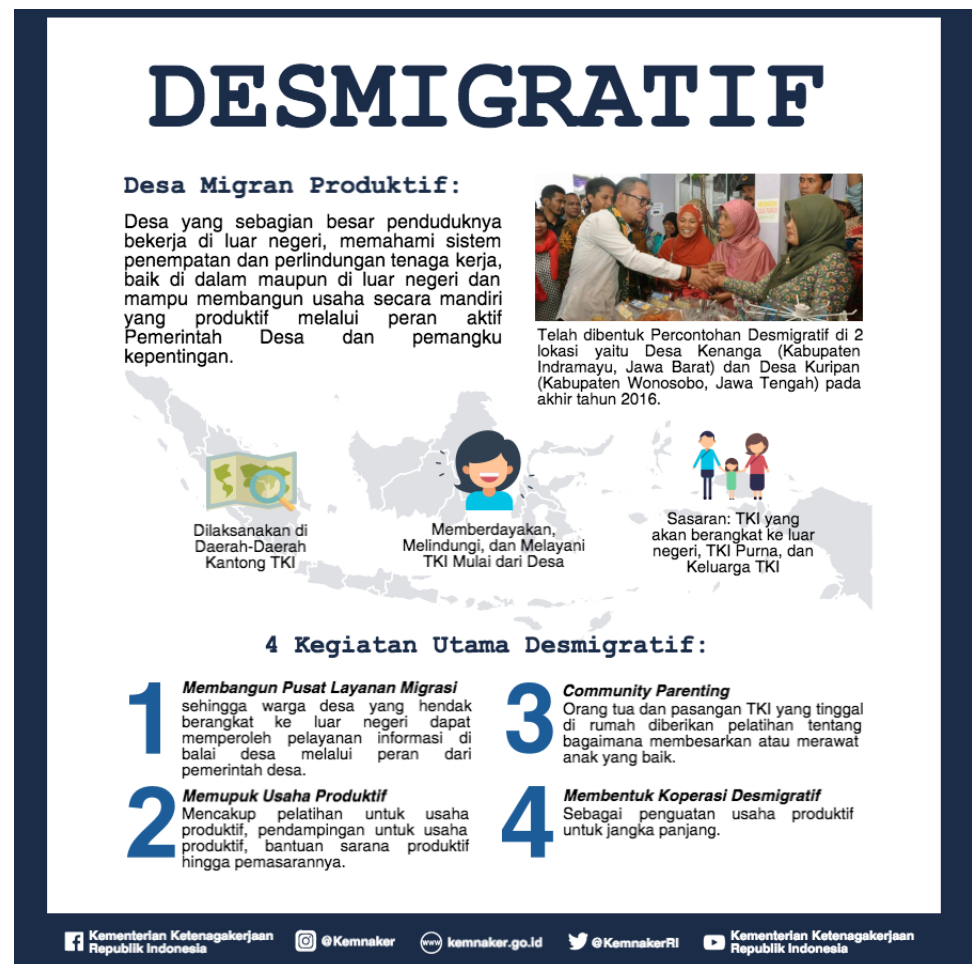 DESMIGRATIF
Desa Migran Produktif:
Desa yang sebagian besar penduduknya
bekerja di luar negeri, memahami sistem
penempatan dan perlindungan tenaga kerja,
baik di dalam maupun di luar negeri dan
mampu membangun usaha secara mandiri
yang produktif melalui peran aktif
Pemerintah Desa dan pemangku
kepentingan.
Telah dibentuk Percontohan Desmigratif di 2
lokasi yaitu Desa Kenanga (Kabupaten
Indramayu, Jawa Barat) dan Desa Kuripan
(Kabupaten Wonosobo, Jawa Tengah) pada
akhir tahun 2016.
Dilaksanakan di
Daerah-Daerah
Kantong TKI
Memberdayakan,
Melindungi, dan Melayani
TKI Mulai dari Desa
Sasaran: TKI yang
akan berangkat ke luar
negeri, TKI Purna, dan
Keluarga TKI
4 Kegiatan Utama Desmigratif:
1
Membangun Pusat Layanan Migrasi
sehingga warga desa yang hendak
berangkat ke luar negeri dapat
memperoleh pelayanan informasi di
balai desa melalui peran dari
pemerintah desa.
2
Memupuk Usaha Produktif
Mencakup pelatihan untuk usaha
produktif, pendampingan untuk usaha
produktif, bantuan sarana produktif
hingga pemasarannya.
3
Community Parenting
Orang tua dan pasangan TKI yang tinggal
di rumah diberikan pelatihan tentang
bagaimana membesarkan atau merawat
anak yang baik.
4
Membentuk Koperasi Desmigratif
Sebagai penguatan usaha produktif
untuk jangka panjang.
Kementerian Ketenagakerjaan
Republik Indonesia
@Kemnaker
www
kemnaker.go.id
@KemnakerRI
Kementerian Ketenagakerjaan
Republik Indonesia